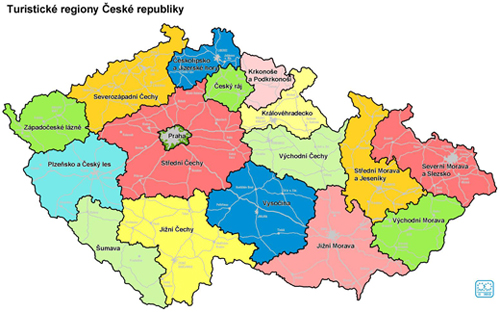 Turistické regiony České republiky
Českolipsko
a Jizerské hory
Krkonoše
a Podkrkonoší
Český ráj
Severozápadní Čechy
Královéhradecko
Západočeské lázně
Praha
Plzeňsko a Český les
Střední Čechy
Východní Čechy
Střední Morava
a Jeseníky
Severní Morava
a Slezsko
Vysočina
Východní Morava
Jižní Čechy
Šumava
Jižní Morava